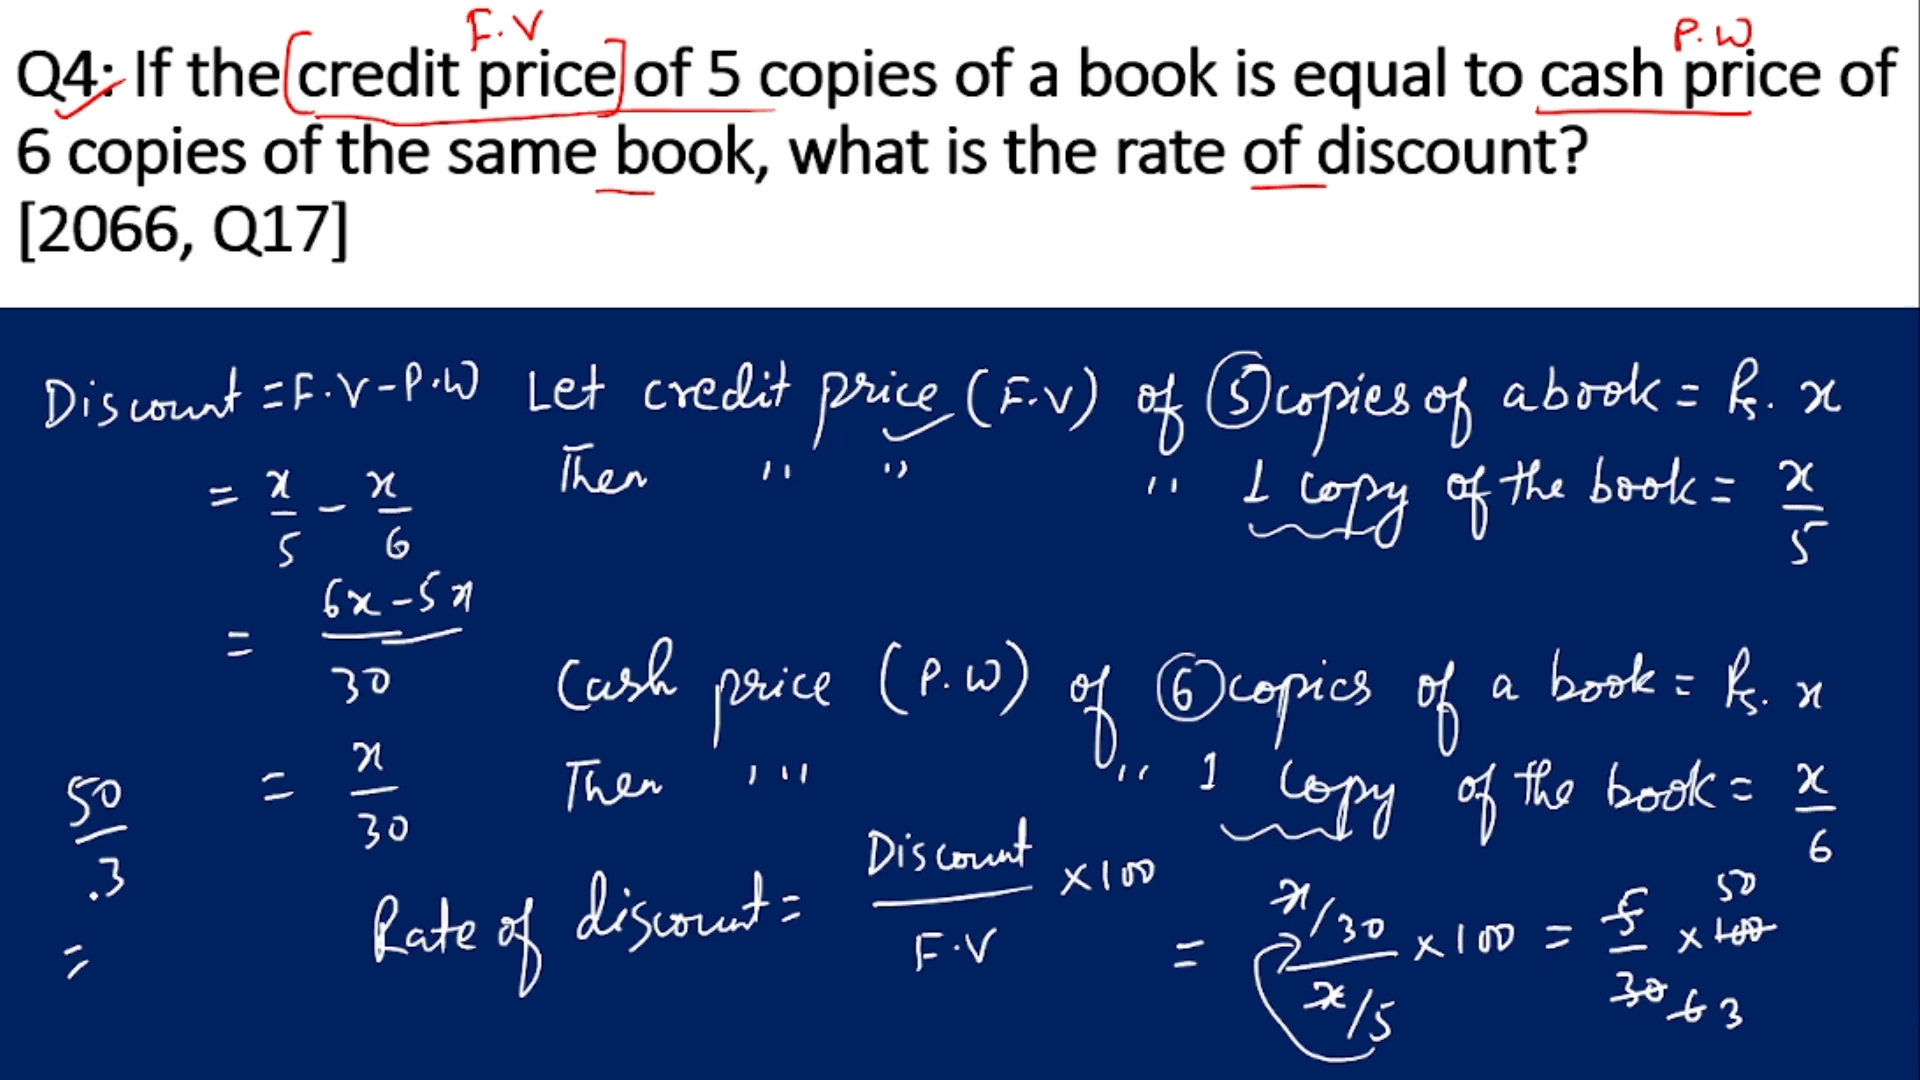 F.V
P.W
Q4: If the credit price of 5 copies of a book is equal to cash price of
6 copies of the same book, what is the rate of discount?
[2066, Q17]
Discount = F.V - P.W
= x/5 - x/6
= 6x - 5x / 30
= x/30
Let credit price (F.V) of 5 copies of a book = Rs. x
Then " " " 1 copy of the book = x/5
Cash price (P.W) of 6 copies of a book = Rs. x
Then " " " 1 copy of the book = x/6
Rate of discount = Discount / F.V × 100 = x/30 / x/5 × 100 = 5/30 × 100
50
6 3
50/3
=